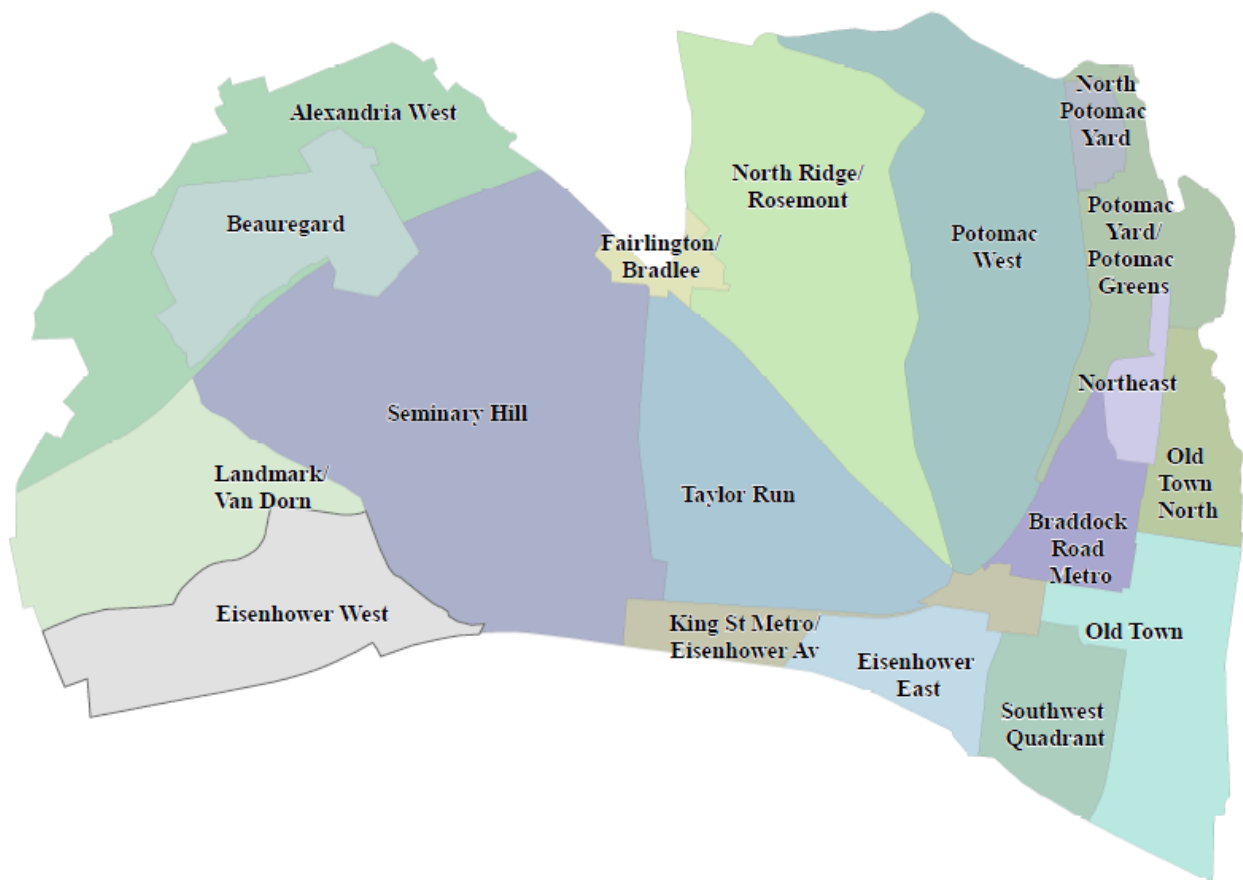 Alexandria West
North
Potomac
Yard
North Ridge/
Rosemont
Beauregard
Fairlington/
Bradlee
Potomac
West
Potomac
Yard/
Potomac
Greens
Northeast
Seminary Hill
Landmark/
Van Dorn
Taylor Run
Old
Town
North
Braddock
Road
Metro
Eisenhower West
King St Metro/
Eisenhower Av
Old Town
Eisenhower
East
Southwest
Quadrant